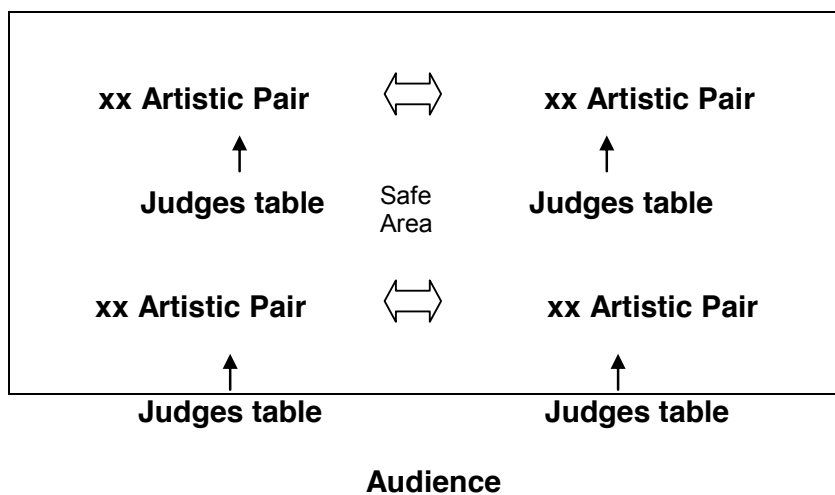 xx Artistic Pair xx Artistic Pair
Judges table Safe Area Judges table
xx Artistic Pair xx Artistic Pair
Judges table Judges table
Audience